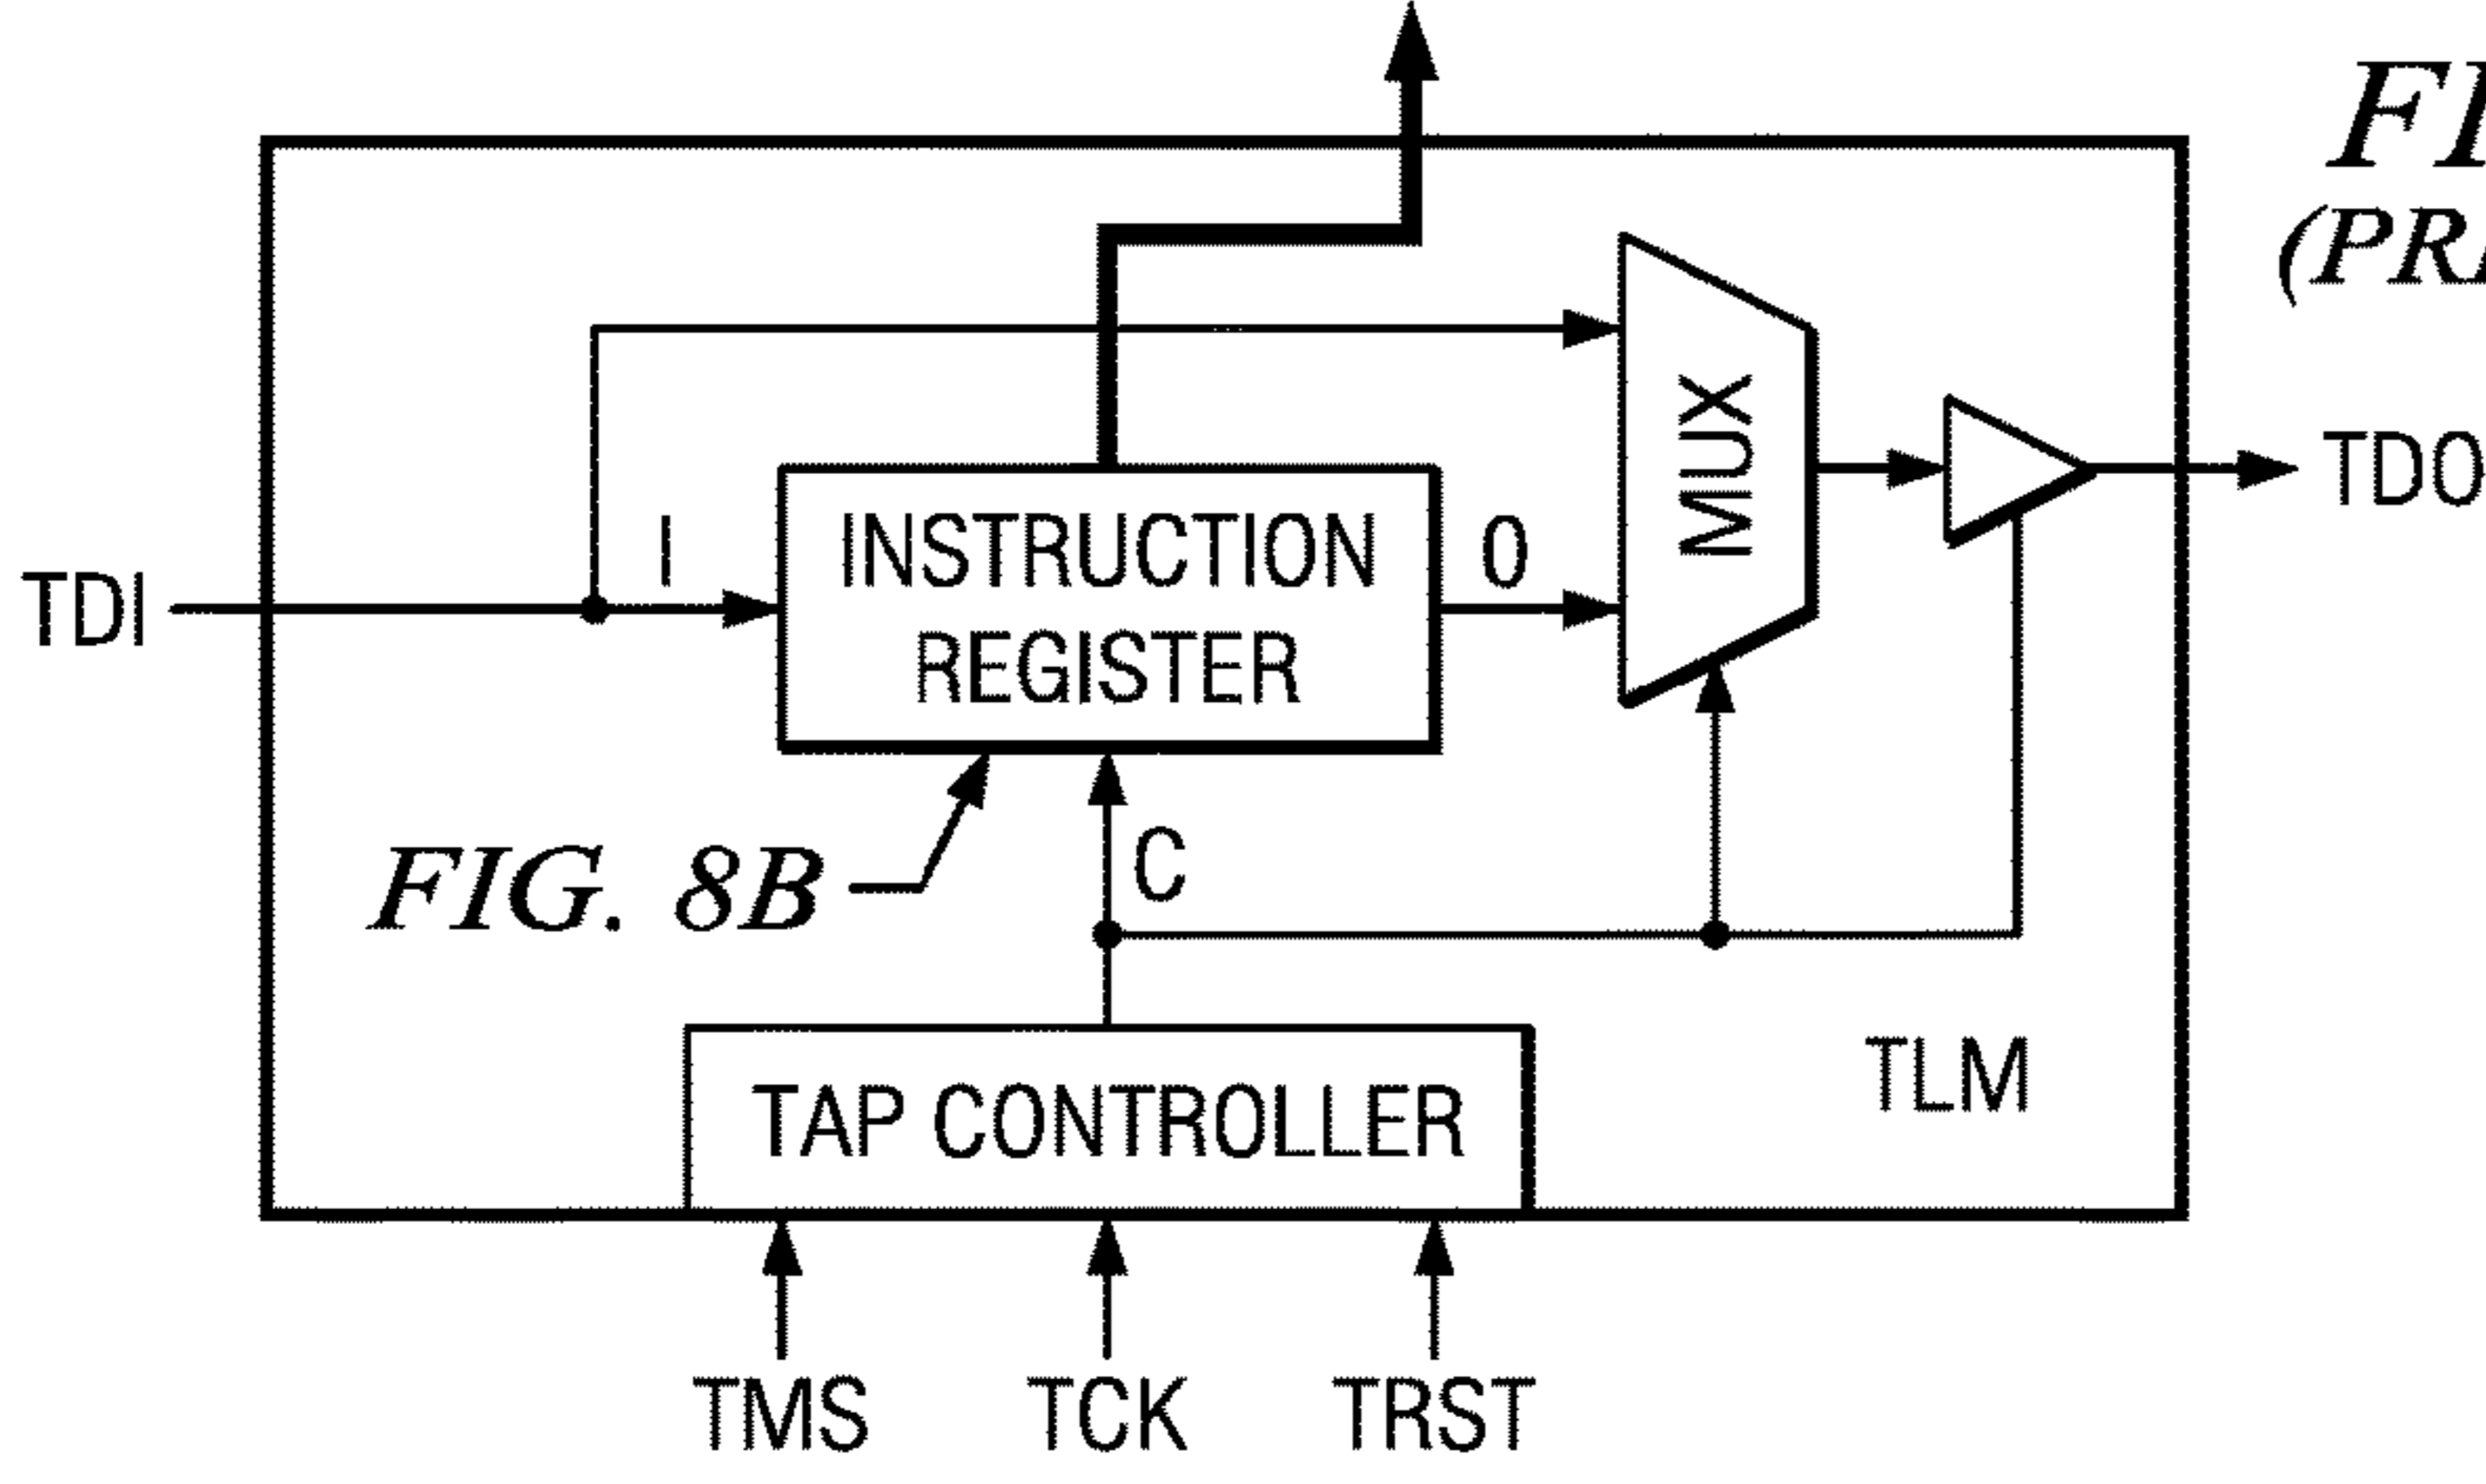 TDI
I
INSTRUCTION
REGISTER
0
MUX
TDO
FIG. 8B
C
TAP CONTROLLER
TLM
TMS TCK TRST